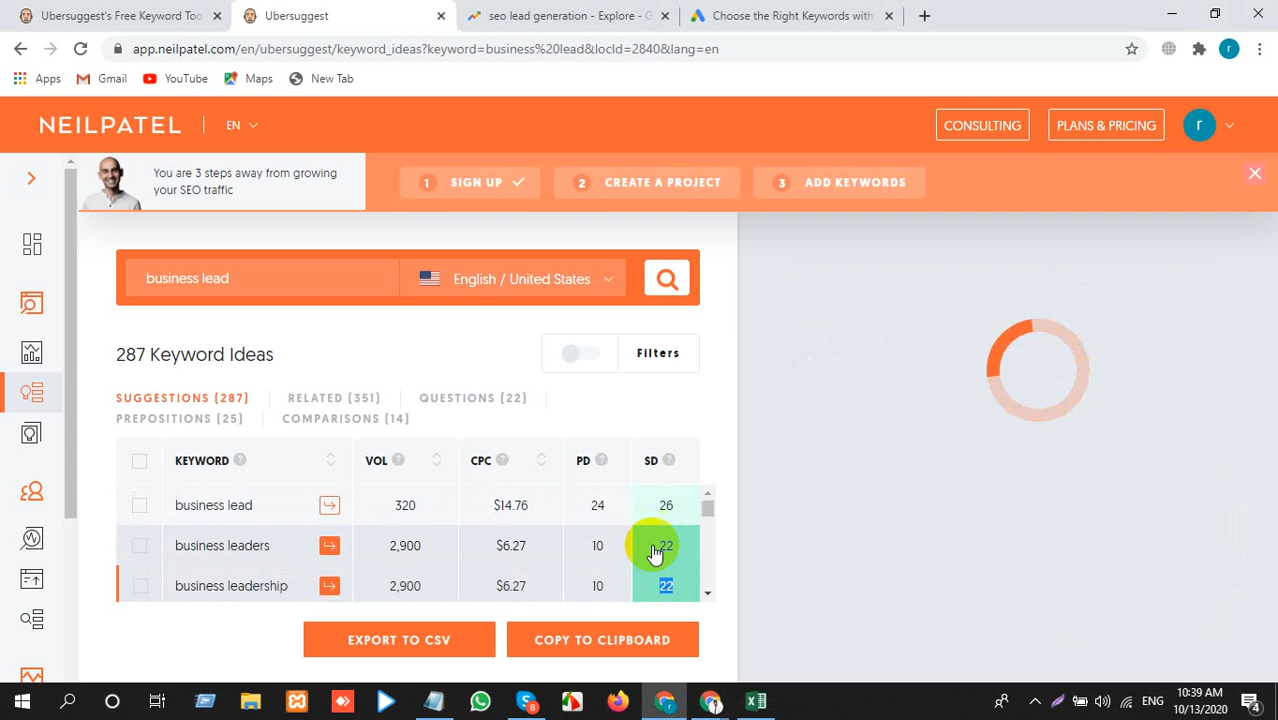 Ubersuggest's Free Keyword Too
Ubersuggest
seo lead generation - Explore - G
Choose the Right Keywords with
app.neilpatel.com/en/ubersuggest/keyword_ideas?keyword=business%20lead&locId=2840&lang=en
r
Apps
Gmail
YouTube
Maps
New Tab
NEILPATEL
EN
CONSULTING
PLANS & PRICING
r
You are 3 steps away from growing
your SEO traffic
1 SIGN UP
2 CREATE A PROJECT
3 ADD KEYWORDS
business lead
English / United States
287 Keyword Ideas
Filters
SUGGESTIONS (287)
RELATED (351)
QUESTIONS (22)
PREPOSITIONS (25)
COMPARISONS (14)
KEYWORD ? VOL ? CPC ? PD ? SD ?
business lead 320 $14.76 24 26
business leaders 2,900 $6.27 10 22
business leadership 2,900 $6.27 10 22
EXPORT TO CSV
COPY TO CLIPBOARD
8
ENG
10:39 AM
10/13/2020
4